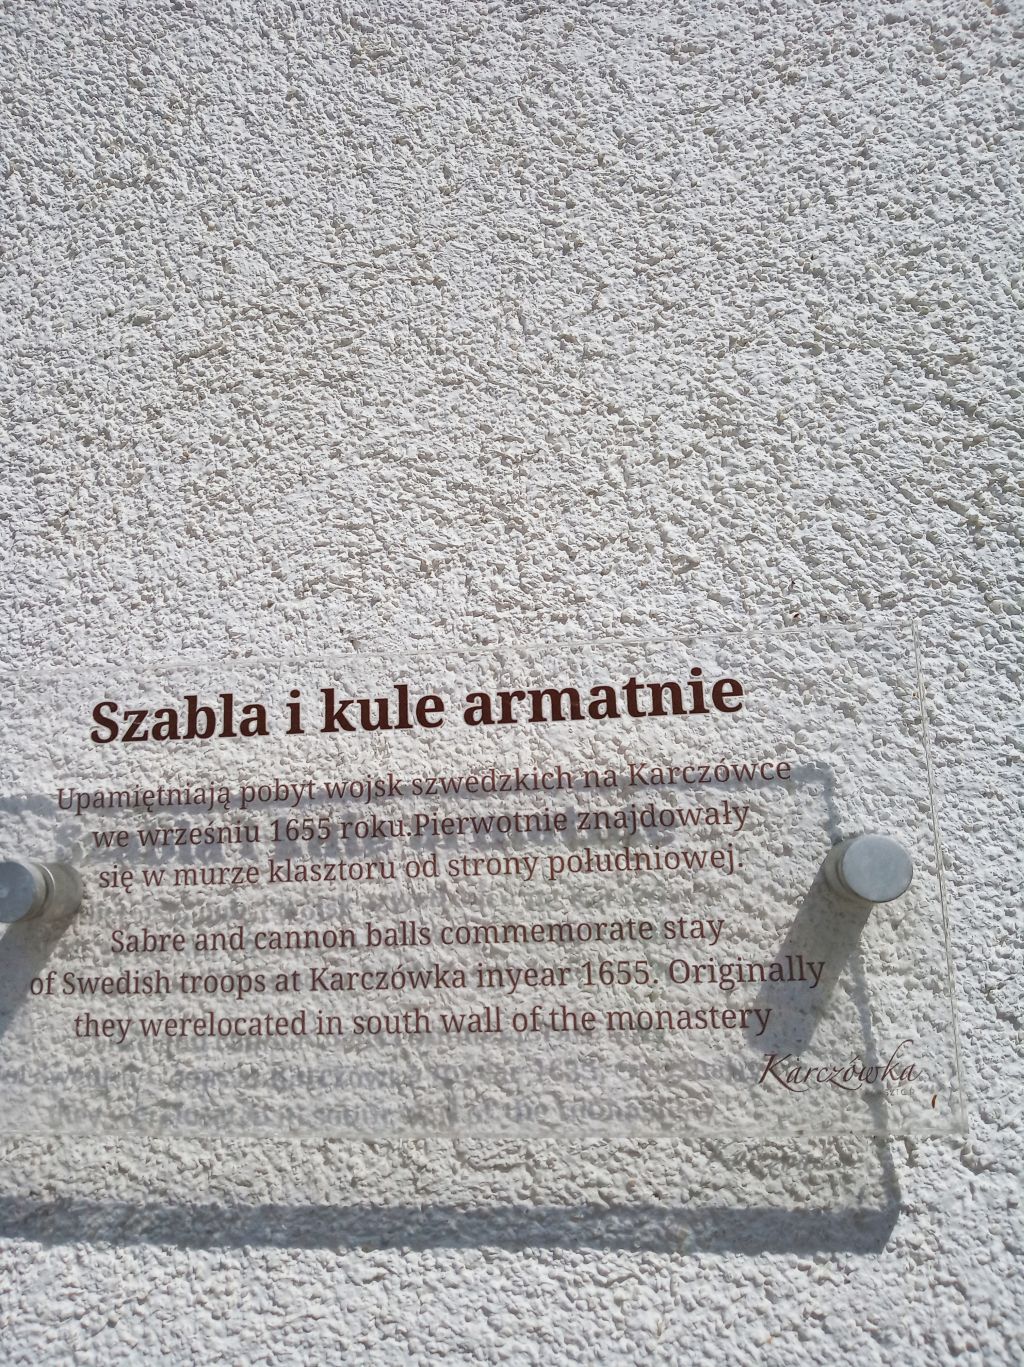 Szabla i kule armatnie
Upamiętniają pobyt wojsk szwedzkich na Karczówce
we wrześniu 1655 roku.Pierwotnie znajdowały
się w murze klasztoru od strony południowej.
Sabre and cannon balls commemorate stay
of Swedish troops at Karczówka inyear 1655. Originally
they werelocated in south wall of the monastery
Karczówka